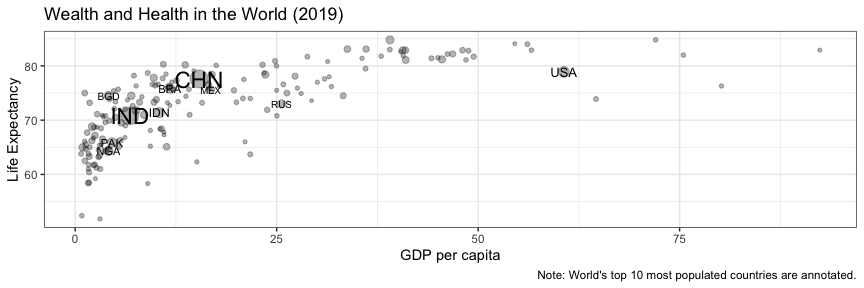 Wealth and Health in the World (2019)
Life Expectancy
80
70
60
CHN
USA
BRA
MEX
BGD
RUS
IND
IDN
PAK
NGA
0
25
50
75
GDP per capita
Note: World's top 10 most populated countries are annotated.